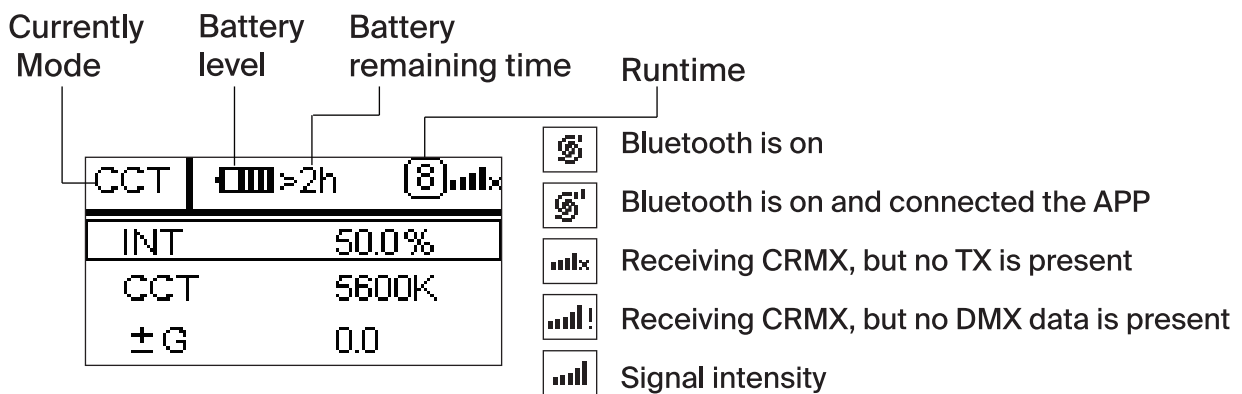 Currently Mode
Battery level
Battery remaining time
Runtime
CCT >2h 8
INT 50.0%
CCT 5600K
±G 0.0
Bluetooth is on
Bluetooth is on and connected the APP
Receiving CRMX, but no TX is present
Receiving CRMX, but no DMX data is present
Signal intensity